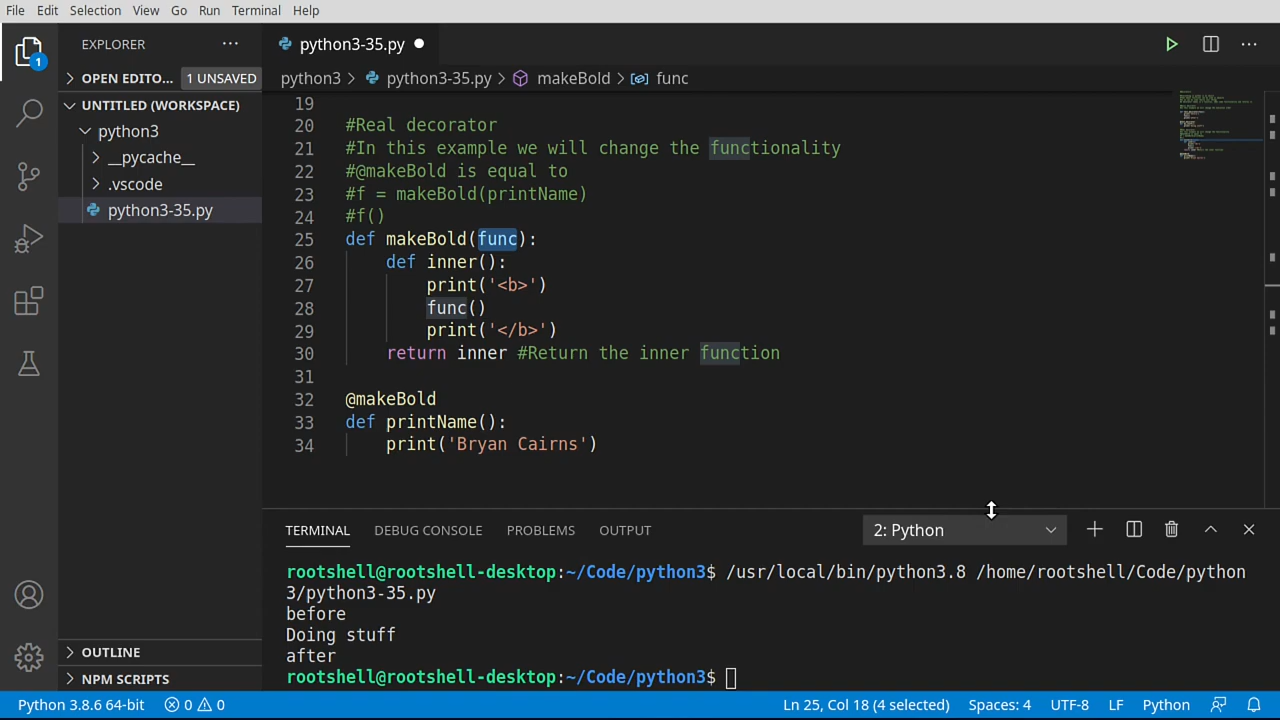 File Edit Selection View Go Run Terminal Help
EXPLORER
python3-35.py
1
OPEN EDITO... 1 UNSAVED
python3 > python3-35.py > makeBold > func
UNTITLED (WORKSPACE)
python3
__pycache__
.vscode
python3-35.py
19
20 #Real decorator
21 #In this example we will change the functionality
22 #@makeBold is equal to
23 #f = makeBold(printName)
24 #f()
25 def makeBold(func):
26 def inner():
27 print('<b>')
28 func()
29 print('</b>')
30 return inner #Return the inner function
31
32 @makeBold
33 def printName():
34 print('Bryan Cairns')
TERMINAL DEBUG CONSOLE PROBLEMS OUTPUT 2: Python
rootshell@rootshell-desktop:~/Code/python3$ /usr/local/bin/python3.8 /home/rootshell/Code/python
3/python3-35.py
before
Doing stuff
after
rootshell@rootshell-desktop:~/Code/python3$
OUTLINE
NPM SCRIPTS
Python 3.8.6 64-bit 0 0 Ln 25, Col 18 (4 selected) Spaces: 4 UTF-8 LF Python